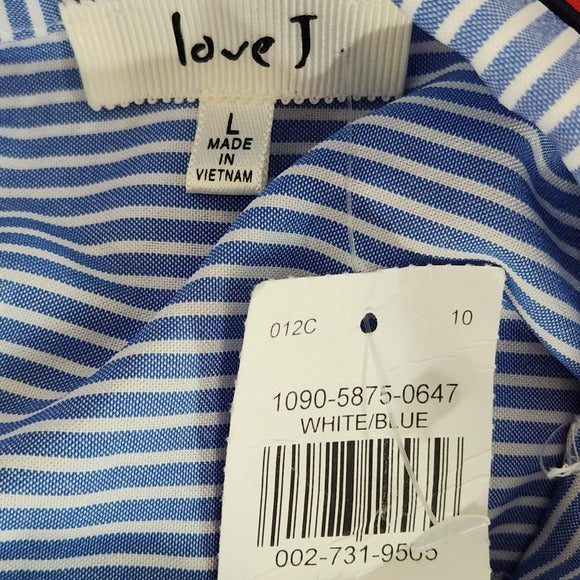 love J
L
MADE
IN
VIETNAM
012C 10
1090-5875-0647
WHITE/BLUE